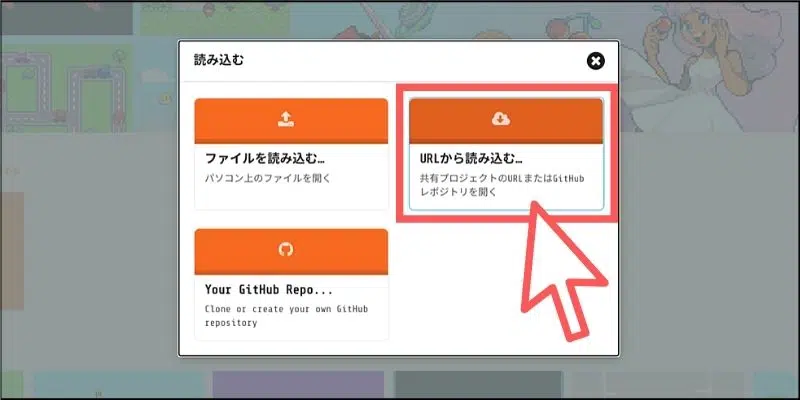 読み込む
ファイルを読み込む…
パソコン上のファイルを開く
URLから読み込む…
共有プロジェクトのURLまたはGitHub
レポジトリを開く
Your GitHub Repo...
Clone or create your own GitHub
repository